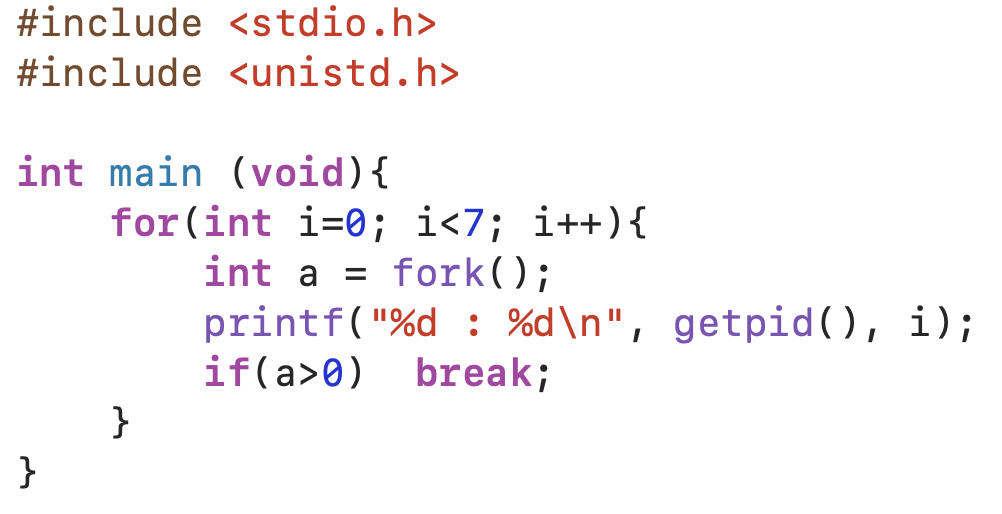 #include <stdio.h>
#include <unistd.h>

int main (void){
    for(int i=0; i<7; i++){
        int a = fork();
        printf("%d : %d\n", getpid(), i);
        if(a>0)  break;
    }
}